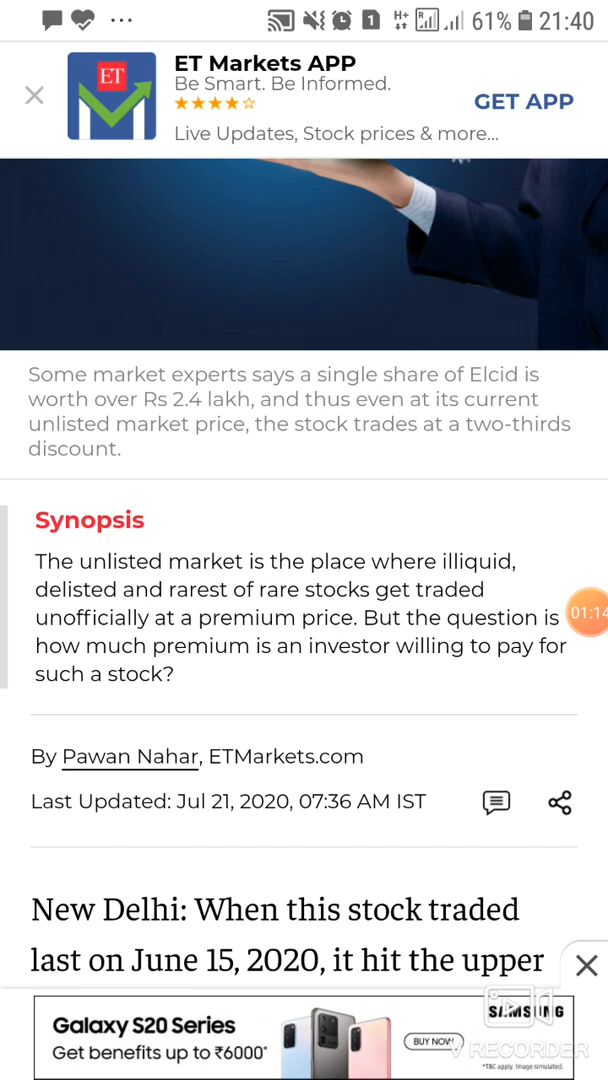 1 H+ R 61% 21:40
ET
ET Markets APP
Be Smart. Be Informed.
Live Updates, Stock prices & more...
GET APP
Some market experts says a single share of Elcid is
worth over Rs 2.4 lakh, and thus even at its current
unlisted market price, the stock trades at a two-thirds
discount.
Synopsis
The unlisted market is the place where illiquid,
delisted and rarest of rare stocks get traded
unofficially at a premium price. But the question is
how much premium is an investor willing to pay for
such a stock?
01:14
By Pawan Nahar, ETMarkets.com
Last Updated: Jul 21, 2020, 07:36 AM IST
New Delhi: When this stock traded
last on June 15, 2020, it hit the upper
Galaxy S20 Series
Get benefits up to ₹6000*
BUY NOW
SAMSUNG
V RECORDER
*T&C apply. Image simulated.